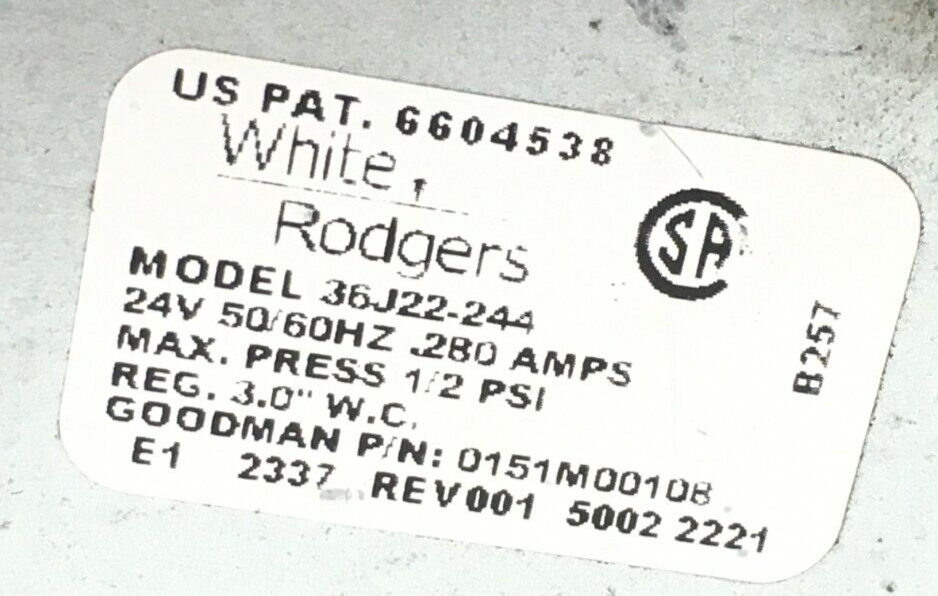 US PAT. 6604538
White
Rodgers
SA
MODEL 36J22-244
24V 50/60HZ .280 AMPS
MAX. PRESS 1/2 PSI
REG. 3.0" W.C.
GOODMAN P/N: 0151M00108
E1 2337 REV001 5002 2221
B257